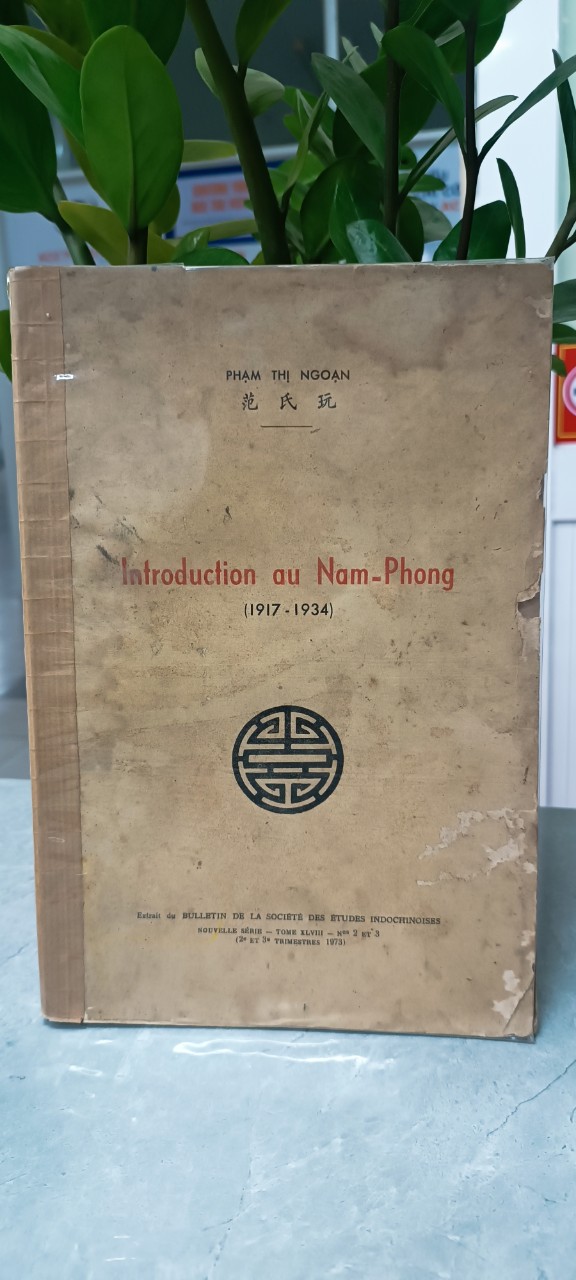 PHẠM THỊ NGOẠN
范氏玩
Introduction au Nam-Phong
(1917 - 1934)
Extrait du BULLETIN DE LA SOCIÉTÉ DES ÉTUDES INDOCHINOISES
NOUVELLE SÉRIE — TOME XLVIII — Nos 2 ET 3
(2e ET 3e TRIMESTRES 1973)